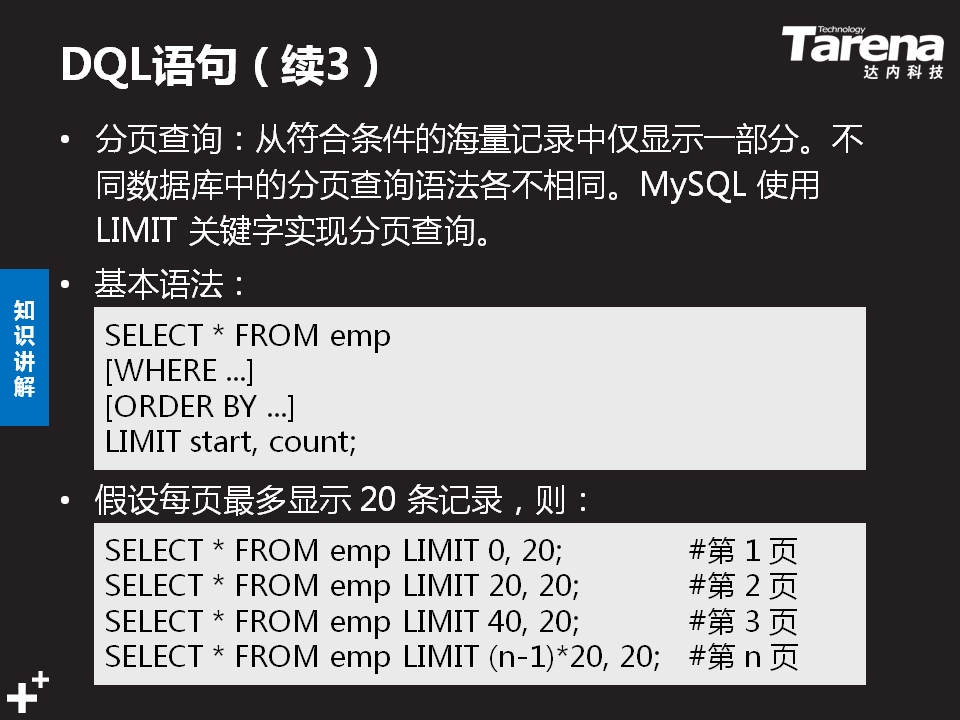 DQL语句（续3）
Technology
Tarena
达内科技
• 分页查询：从符合条件的海量记录中仅显示一部分。不
同数据库中的分页查询语法各不相同。MySQL 使用
LIMIT 关键字实现分页查询。
• 基本语法：
知识讲解
SELECT * FROM emp
[WHERE ...]
[ORDER BY ...]
LIMIT start, count;
• 假设每页最多显示 20 条记录，则：
SELECT * FROM emp LIMIT 0, 20; #第 1 页
SELECT * FROM emp LIMIT 20, 20; #第 2 页
SELECT * FROM emp LIMIT 40, 20; #第 3 页
SELECT * FROM emp LIMIT (n-1)*20, 20; #第 n 页